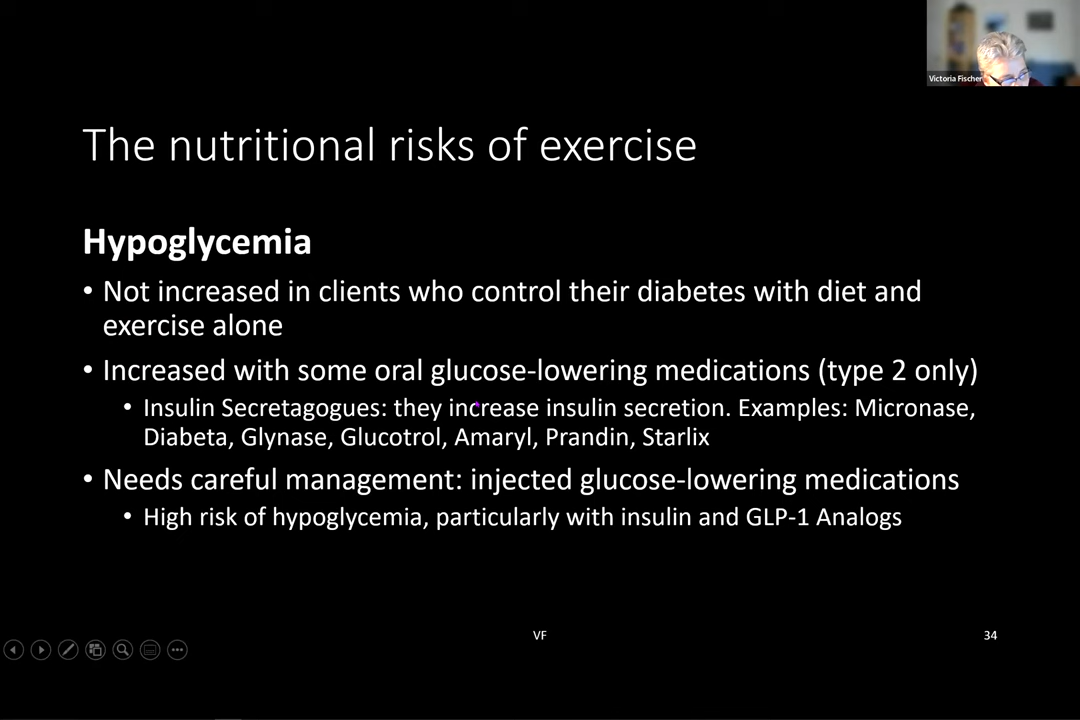 Victoria Fischer
The nutritional risks of exercise
Hypoglycemia
• Not increased in clients who control their diabetes with diet and
exercise alone
• Increased with some oral glucose-lowering medications (type 2 only)
• Insulin Secretagogues: they increase insulin secretion. Examples: Micronase,
Diabeta, Glynase, Glucotrol, Amaryl, Prandin, Starlix
• Needs careful management: injected glucose-lowering medications
• High risk of hypoglycemia, particularly with insulin and GLP-1 Analogs
VF
34